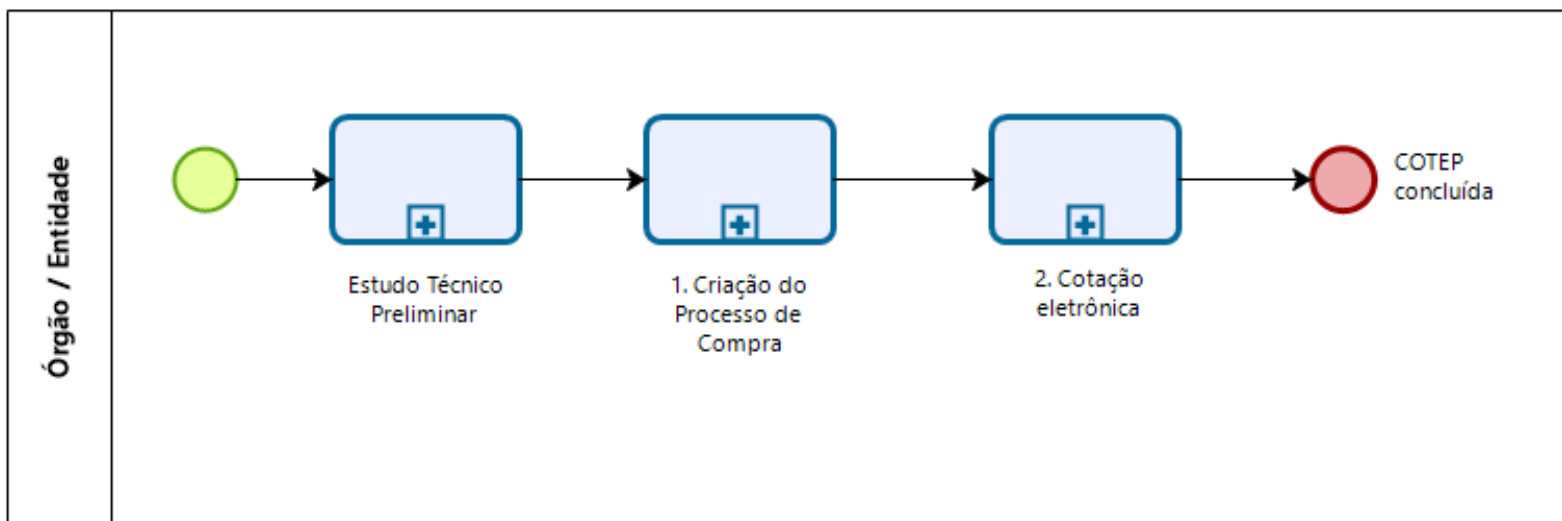 Órgão / Entidade
Estudo Técnico
Preliminar
1. Criação do
Processo de
Compra
2. Cotação
eletrônica
COTEP
concluída